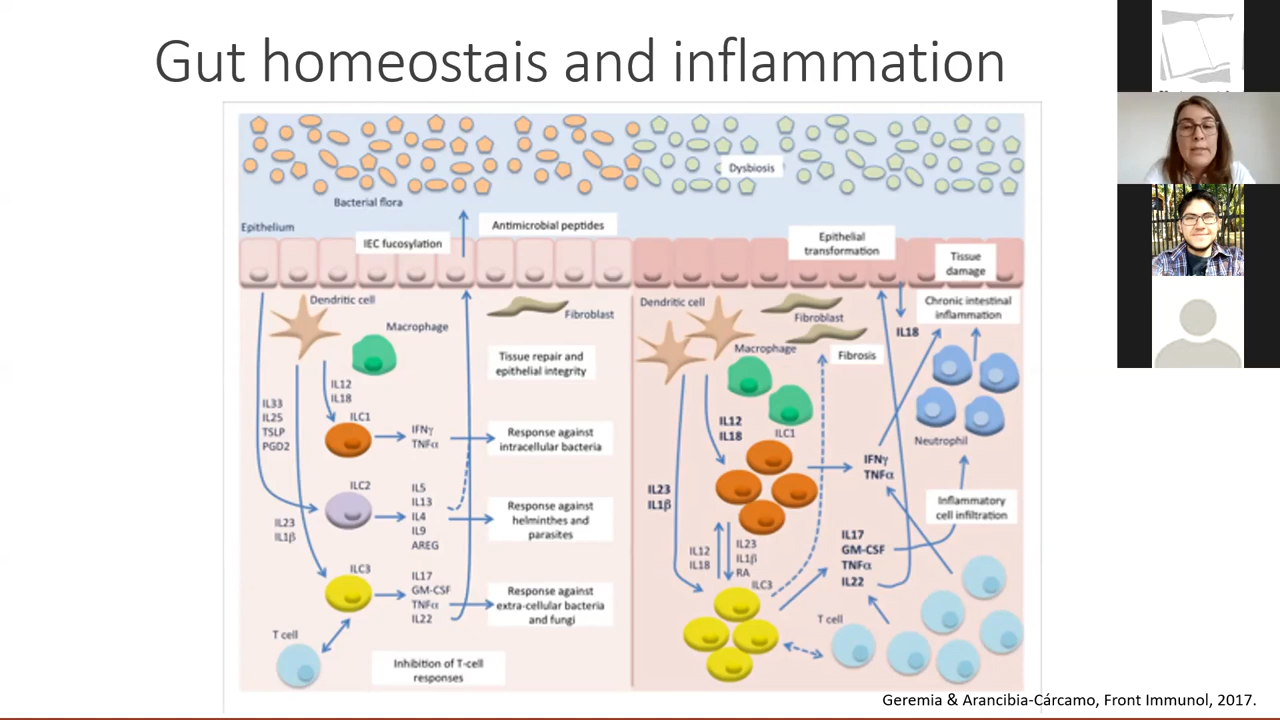 Gut homeostais and inflammation
Dysbiosis
Bacterial flora
Epithelium
IEC fucosylation
Antimicrobial peptides
Epithelial
transformation
Tissue
damage
Dendritic cell
Macrophage
Fibroblast
Tissue repair and
epithelial integrity
IL12
IL18
IL33
IL25
TSLP
PGD2
ILC1
IFNγ
TNFα
Response against
intracellular bacteria
ILC2
IL5
IL13
IL4
IL9
AREG
Response against
helminthes and
parasites
IL23
IL1β
ILC3
IL17
GM-CSF
TNFα
IL22
Response against
extra-cellular bacteria
and fungi
T cell
Inhibition of T-cell
responses
Dendritic cell
Fibroblast
Macrophage
Fibrosis
IL18
Chronic intestinal
inflammation
IL12
IL18
ILC1
Neutrophil
IFNγ
TNFα
IL23
IL1β
Inflammatory
cell infiltration
IL12
IL18
IL23
IL1β
RA
ILC3
IL17
GM-CSF
TNFα
IL22
T cell
Geremia & Arancibia-Cárcamo, Front Immunol, 2017.